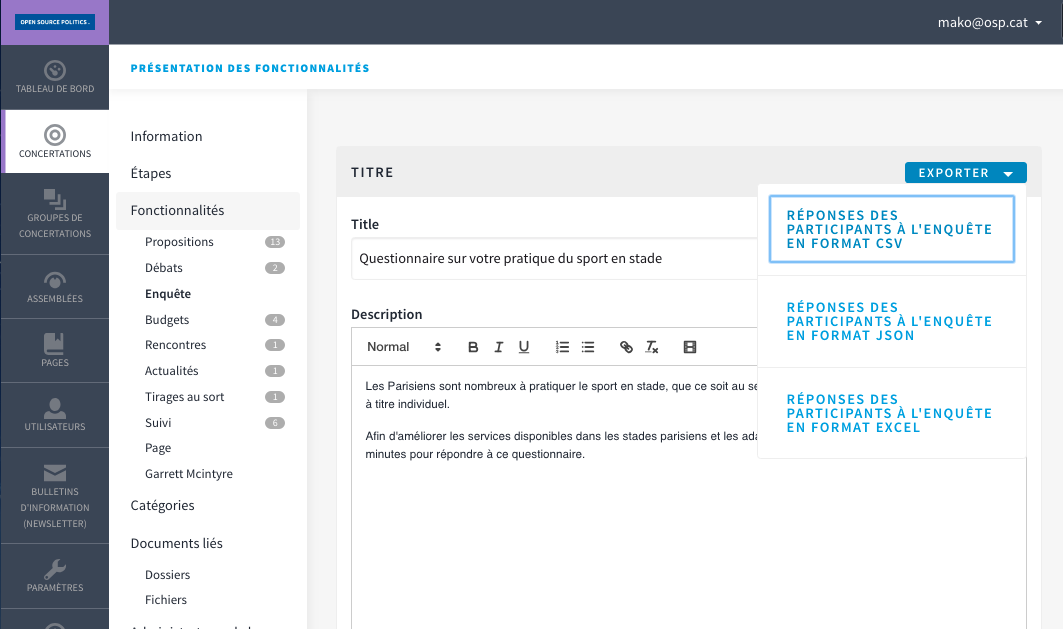 OPEN SOURCE POLITICS .
mako@osp.cat
TABLEAU DE BORD
CONCERTATIONS
GROUPES DE
CONCERTATIONS
ASSEMBLÉES
PAGES
UTILISATEURS
BULLETINS
D'INFORMATION
(NEWSLETTER)
PARAMÈTRES
PRÉSENTATION DES FONCTIONNALITÉS
Information
Étapes
Fonctionnalités
Propositions 13
Débats 2
Enquête
Budgets 4
Rencontres 1
Actualités 1
Tirages au sort 1
Suivi 6
Page
Garrett Mcintyre
Catégories
Documents liés
Dossiers
Fichiers
TITRE
EXPORTER
RÉPONSES DES
PARTICIPANTS À L'ENQUÊTE
EN FORMAT CSV
RÉPONSES DES
PARTICIPANTS À L'ENQUÊTE
EN FORMAT JSON
RÉPONSES DES
PARTICIPANTS À L'ENQUÊTE
EN FORMAT EXCEL
Title
Questionnaire sur votre pratique du sport en stade
Description
Normal B I U
Les Parisiens sont nombreux à pratiquer le sport en stade, que ce soit au se
à titre individuel.
Afin d'améliorer les services disponibles dans les stades parisiens et les ada
minutes pour répondre à ce questionnaire.